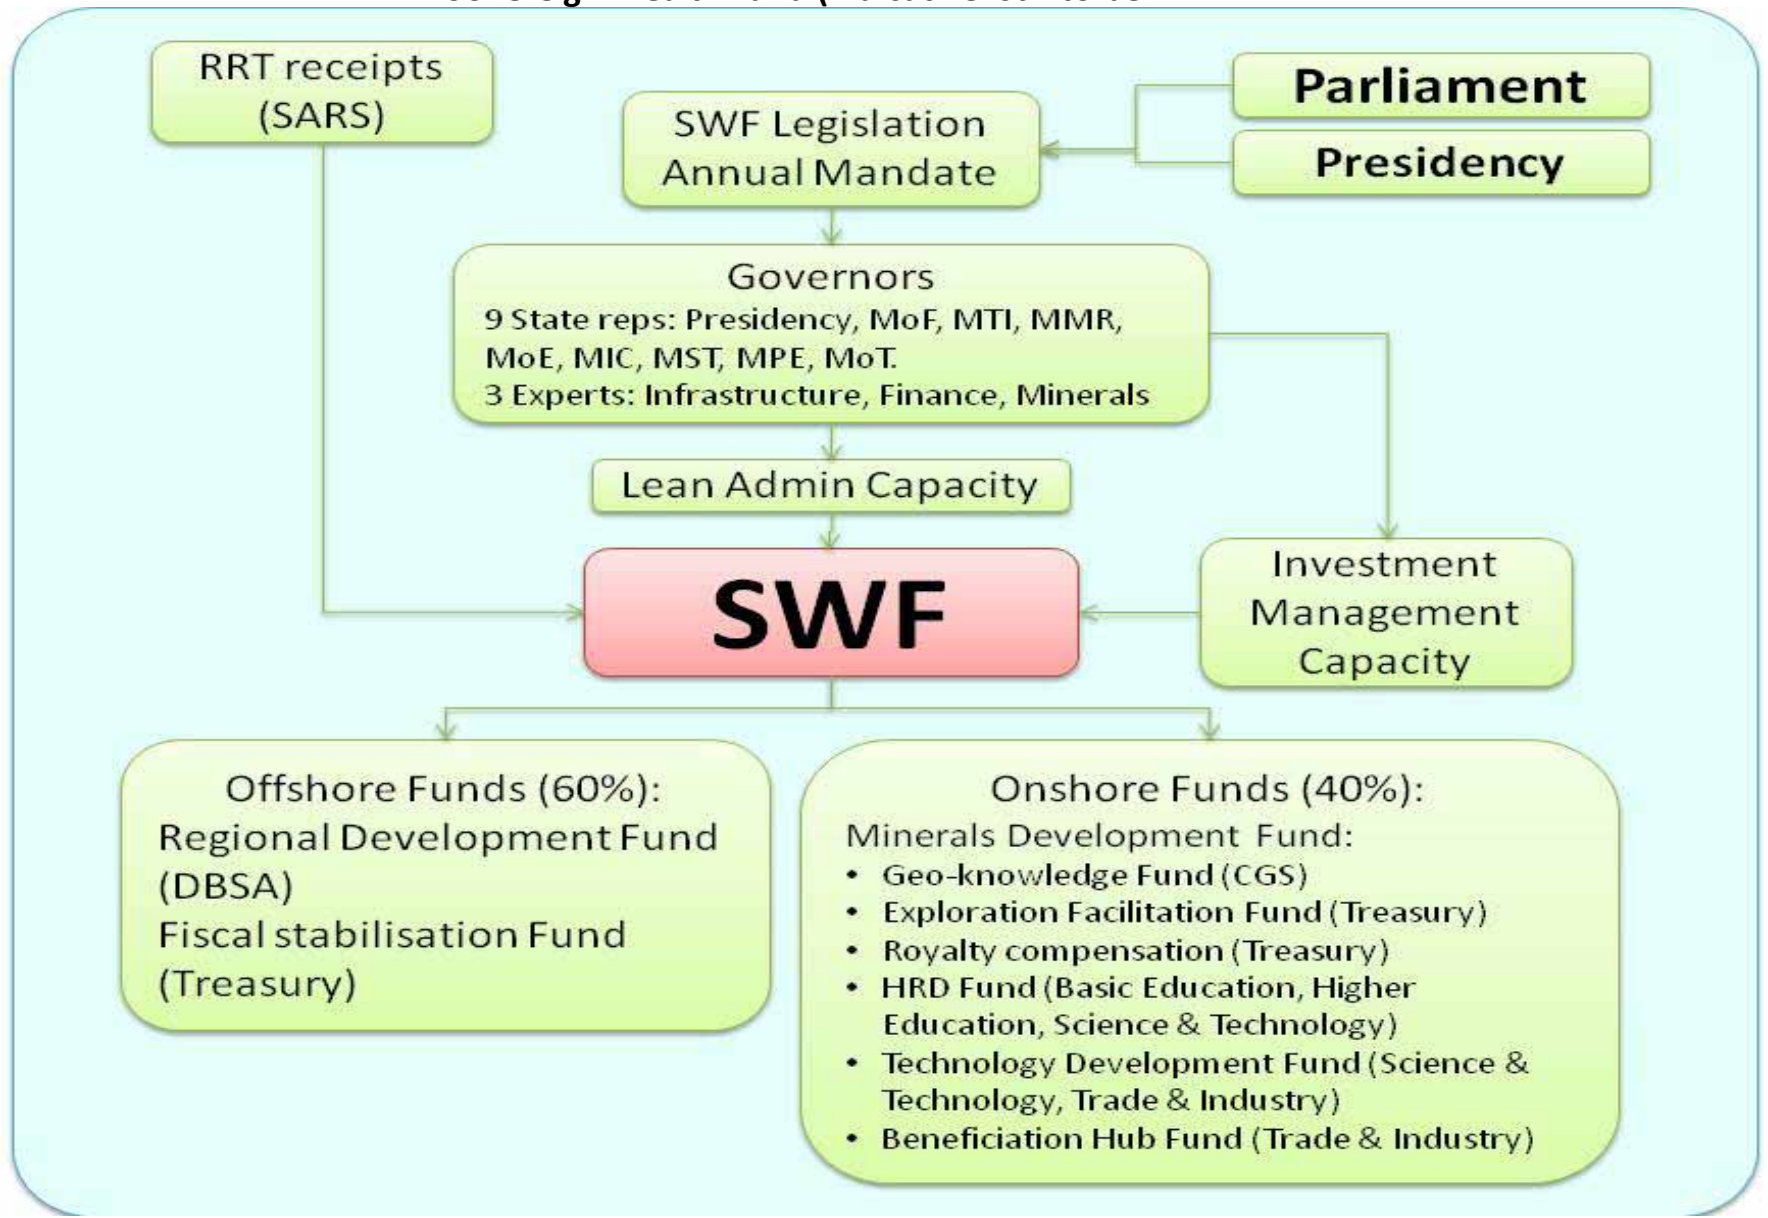 RRT receipts
(SARS)
SWF Legislation
Annual Mandate
Parliament
Presidency
Governors
9 State reps: Presidency, MoF, MTI, MMR,
MoE, MIC, MST, MPE, MoT.
3 Experts: Infrastructure, Finance, Minerals
Lean Admin Capacity
SWF
Investment
Management
Capacity
Offshore Funds (60%):
Regional Development Fund
(DBSA)
Fiscal stabilisation Fund
(Treasury)
Onshore Funds (40%):
Minerals Development Fund:
• Geo-knowledge Fund (CGS)
• Exploration Facilitation Fund (Treasury)
• Royalty compensation (Treasury)
• HRD Fund (Basic Education, Higher
Education, Science & Technology)
• Technology Development Fund (Science &
Technology, Trade & Industry)
• Beneficiation Hub Fund (Trade & Industry)